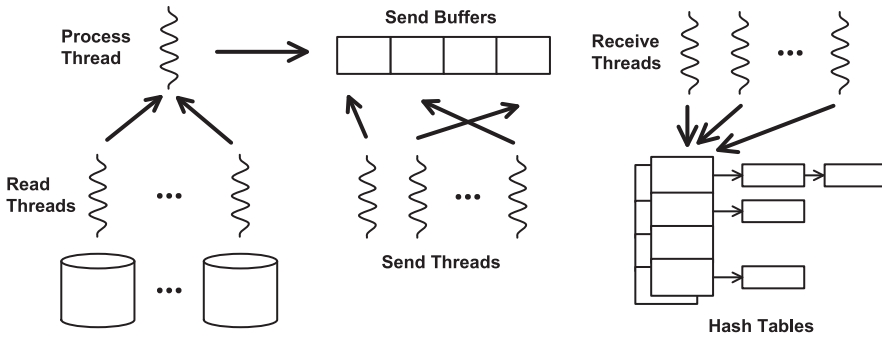 Process
Thread
Send Buffers
Receive
Threads
•••
Read
Threads
•••
•••
Send Threads
•••
Hash Tables